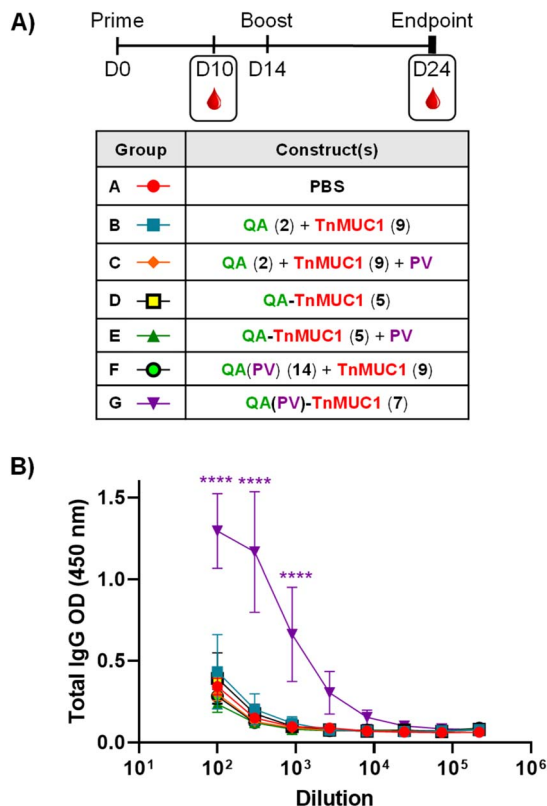 A)
Prime Boost Endpoint
D0 D10 D14 D24
Group Construct(s)
A PBS
B QA (2) + TnMUC1 (9)
C QA (2) + TnMUC1 (9) + PV
D QA-TnMUC1 (5)
E QA-TnMUC1 (5) + PV
F QA(PV) (14) + TnMUC1 (9)
G QA(PV)-TnMUC1 (7)
B)
**** ****
****
Total IgG OD (450 nm)
1.5
1.0
0.5
0.0
10¹ 10² 10³ 10⁴ 10⁵ 10⁶
Dilution